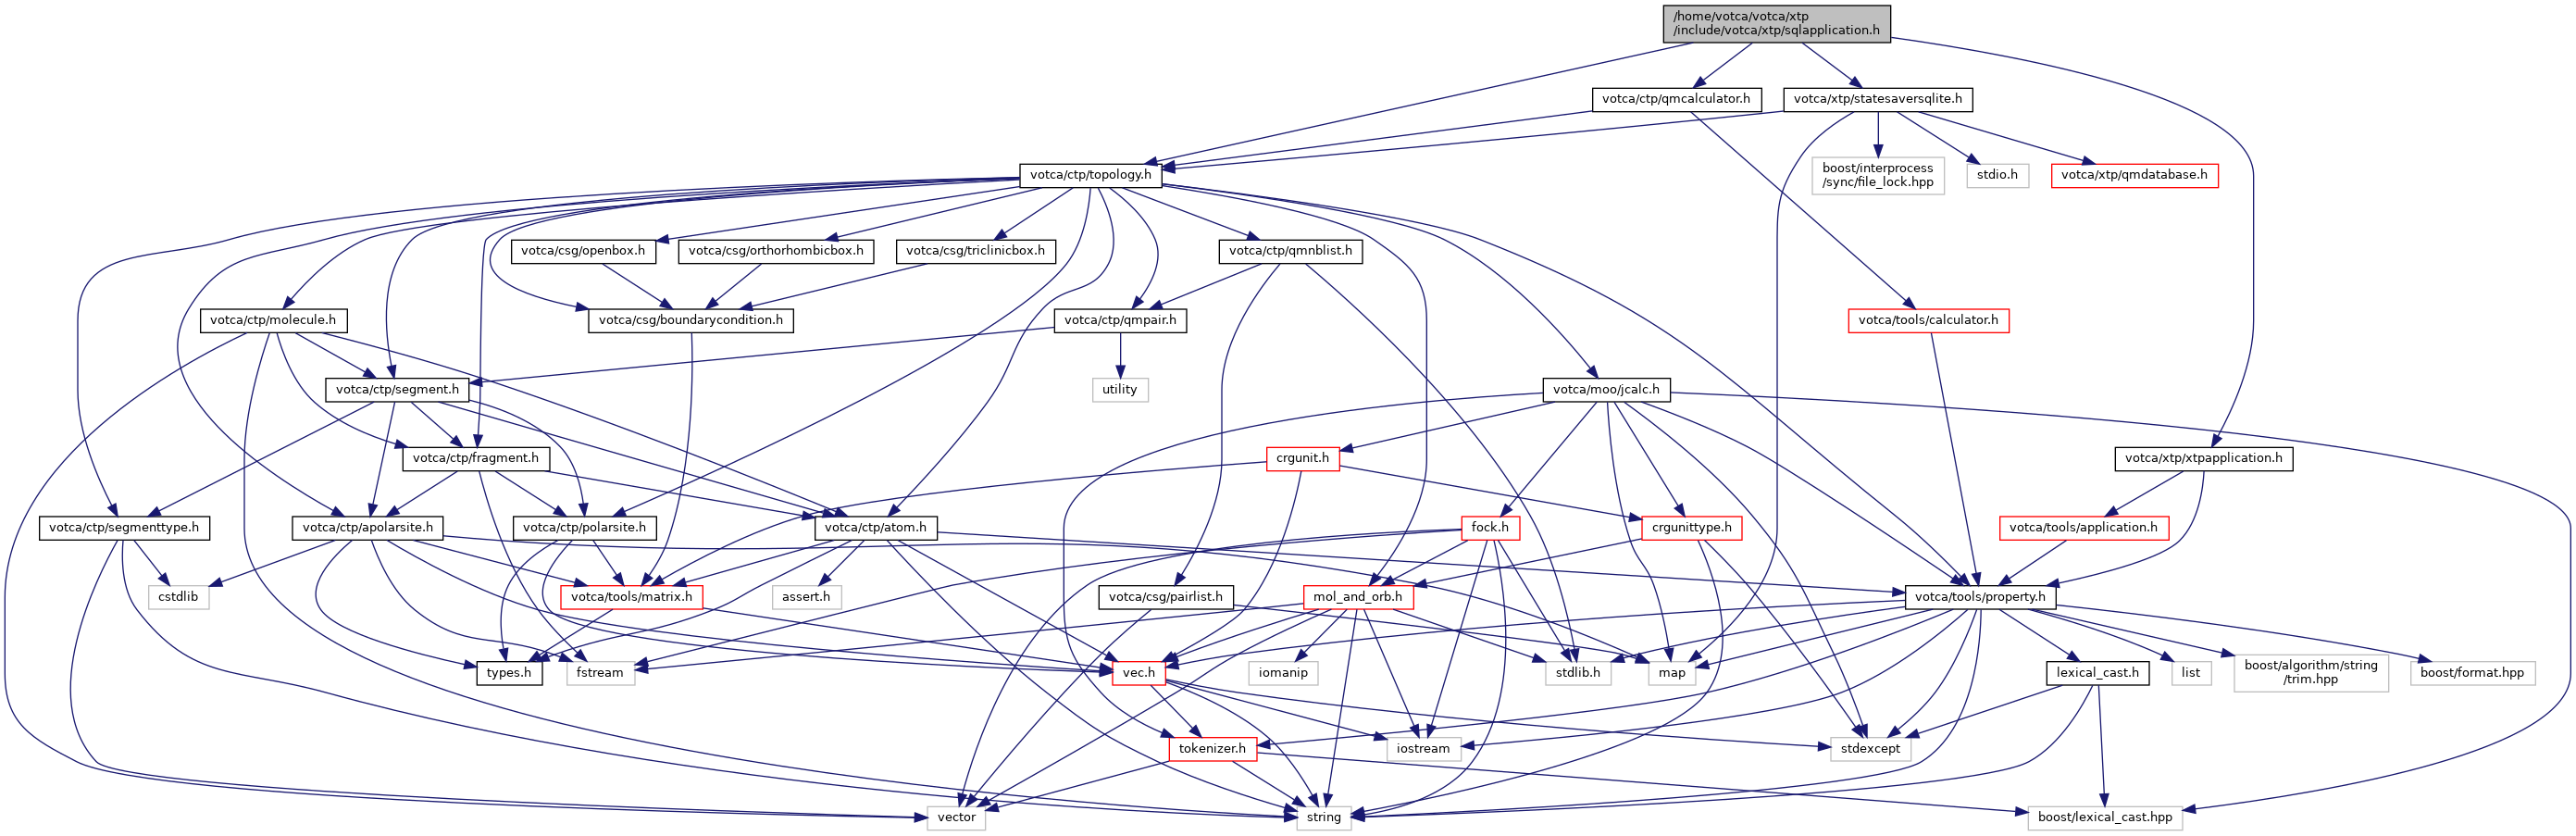 /home/votca/votca/xtp
/include/votca/xtp/sqlapplication.h
votca/ctp/qmcalculator.h
votca/xtp/statesaversqlite.h
votca/ctp/topology.h
boost/interprocess
/sync/file_lock.hpp
stdio.h
votca/xtp/qmdatabase.h
votca/csg/openbox.h
votca/csg/orthorhombicbox.h
votca/csg/triclinicbox.h
votca/ctp/qmnblist.h
votca/ctp/molecule.h
votca/csg/boundarycondition.h
votca/ctp/qmpair.h
votca/tools/calculator.h
votca/ctp/segment.h
utility
votca/moo/jcalc.h
votca/ctp/fragment.h
crgunit.h
votca/xtp/xtpapplication.h
votca/ctp/segmenttype.h
votca/ctp/apolarsite.h
votca/ctp/polarsite.h
votca/ctp/atom.h
fock.h
crgunittype.h
votca/tools/application.h
cstdlib
votca/tools/matrix.h
assert.h
votca/csg/pairlist.h
mol_and_orb.h
votca/tools/property.h
types.h
fstream
vec.h
iomanip
stdlib.h
map
lexical_cast.h
list
boost/algorithm/string
/trim.hpp
boost/format.hpp
tokenizer.h
iostream
stdexcept
vector
string
boost/lexical_cast.hpp